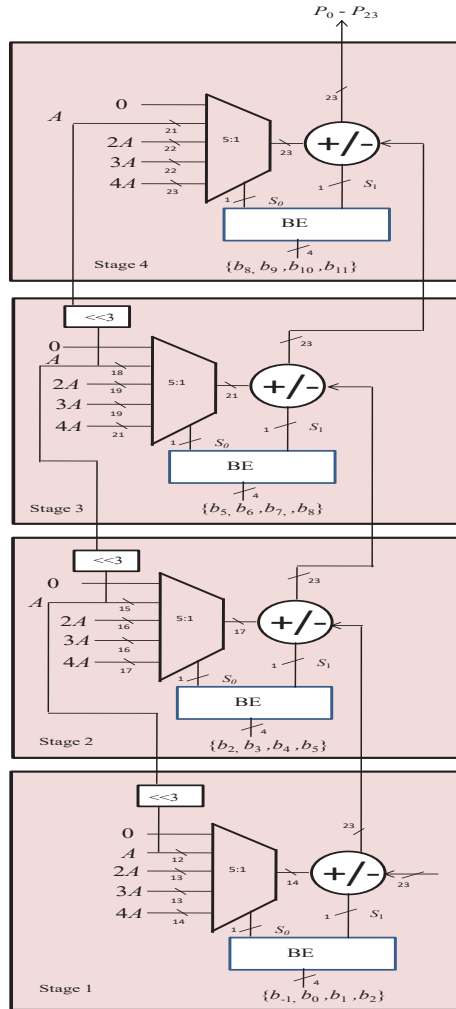 P0 - P23
23
0
A
21
2A
22
3A
22
4A
23
5:1
23
+/-
1
S0
1
S1
BE
4
{b8, b9 ,b10 ,b11}
Stage 4
<<3
23
0
A
18
2A
19
3A
19
4A
21
5:1
21
+/-
1
S0
1
S1
BE
4
{b5, b6 ,b7, ,b8}
Stage 3
<<3
23
0
A
15
2A
16
3A
16
4A
17
5:1
17
+/-
1
S0
1
S1
BE
4
{b2, b3 ,b4 ,b5}
Stage 2
<<3
23
0
A
12
2A
13
3A
13
4A
14
5:1
14
+/-
23
1
S0
1
S1
BE
4
{b-1, b0 ,b1 ,b2}
Stage 1